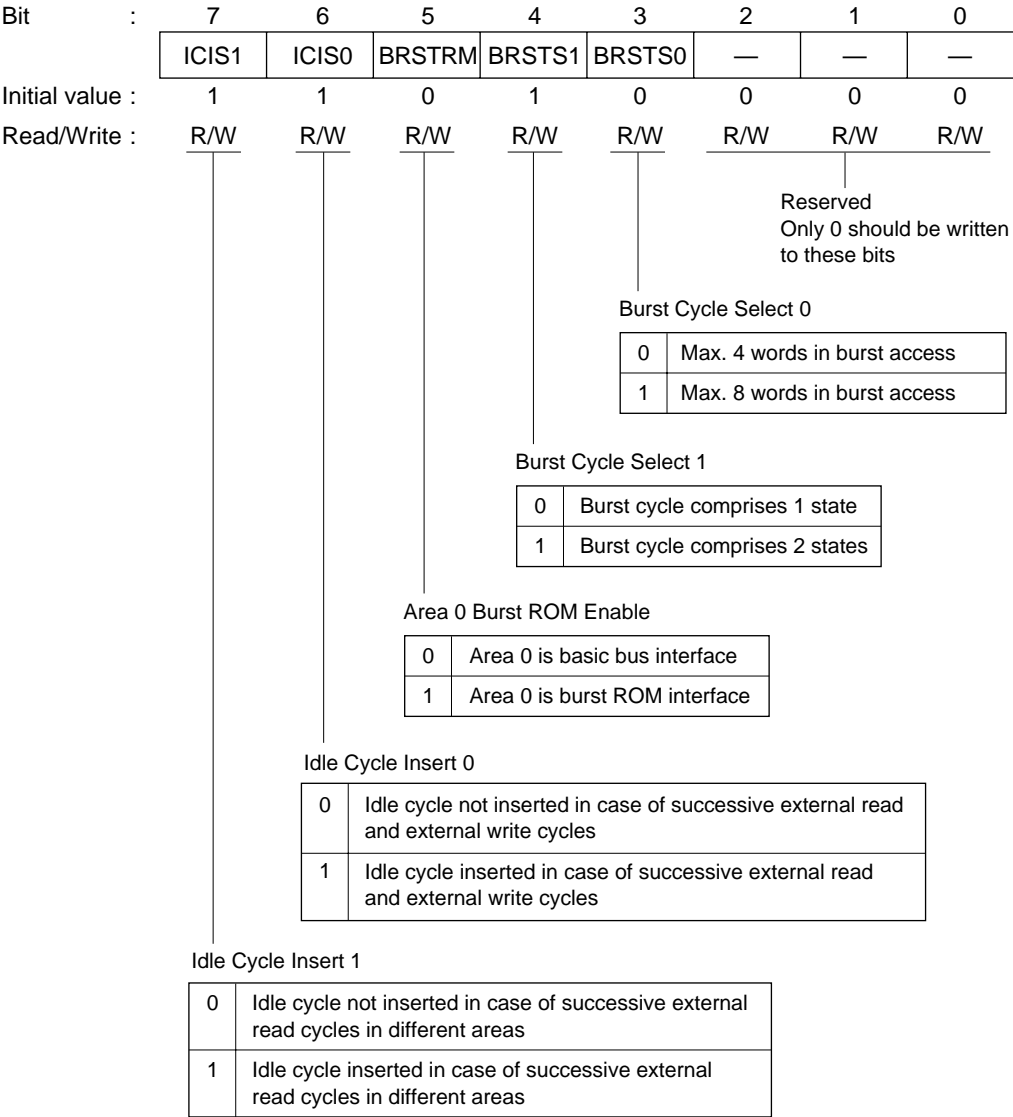 Bit : 7 6 5 4 3 2 1 0
ICIS1 ICIS0 BRSTRM BRSTS1 BRSTS0 — — —
Initial value : 1 1 0 1 0 0 0 0
Read/Write : R/W R/W R/W R/W R/W R/W R/W R/W
Reserved
Only 0 should be written
to these bits
Burst Cycle Select 0
0 Max. 4 words in burst access
1 Max. 8 words in burst access
Burst Cycle Select 1
0 Burst cycle comprises 1 state
1 Burst cycle comprises 2 states
Area 0 Burst ROM Enable
0 Area 0 is basic bus interface
1 Area 0 is burst ROM interface
Idle Cycle Insert 0
0 Idle cycle not inserted in case of successive external read
and external write cycles
1 Idle cycle inserted in case of successive external read
and external write cycles
Idle Cycle Insert 1
0 Idle cycle not inserted in case of successive external
read cycles in different areas
1 Idle cycle inserted in case of successive external
read cycles in different areas